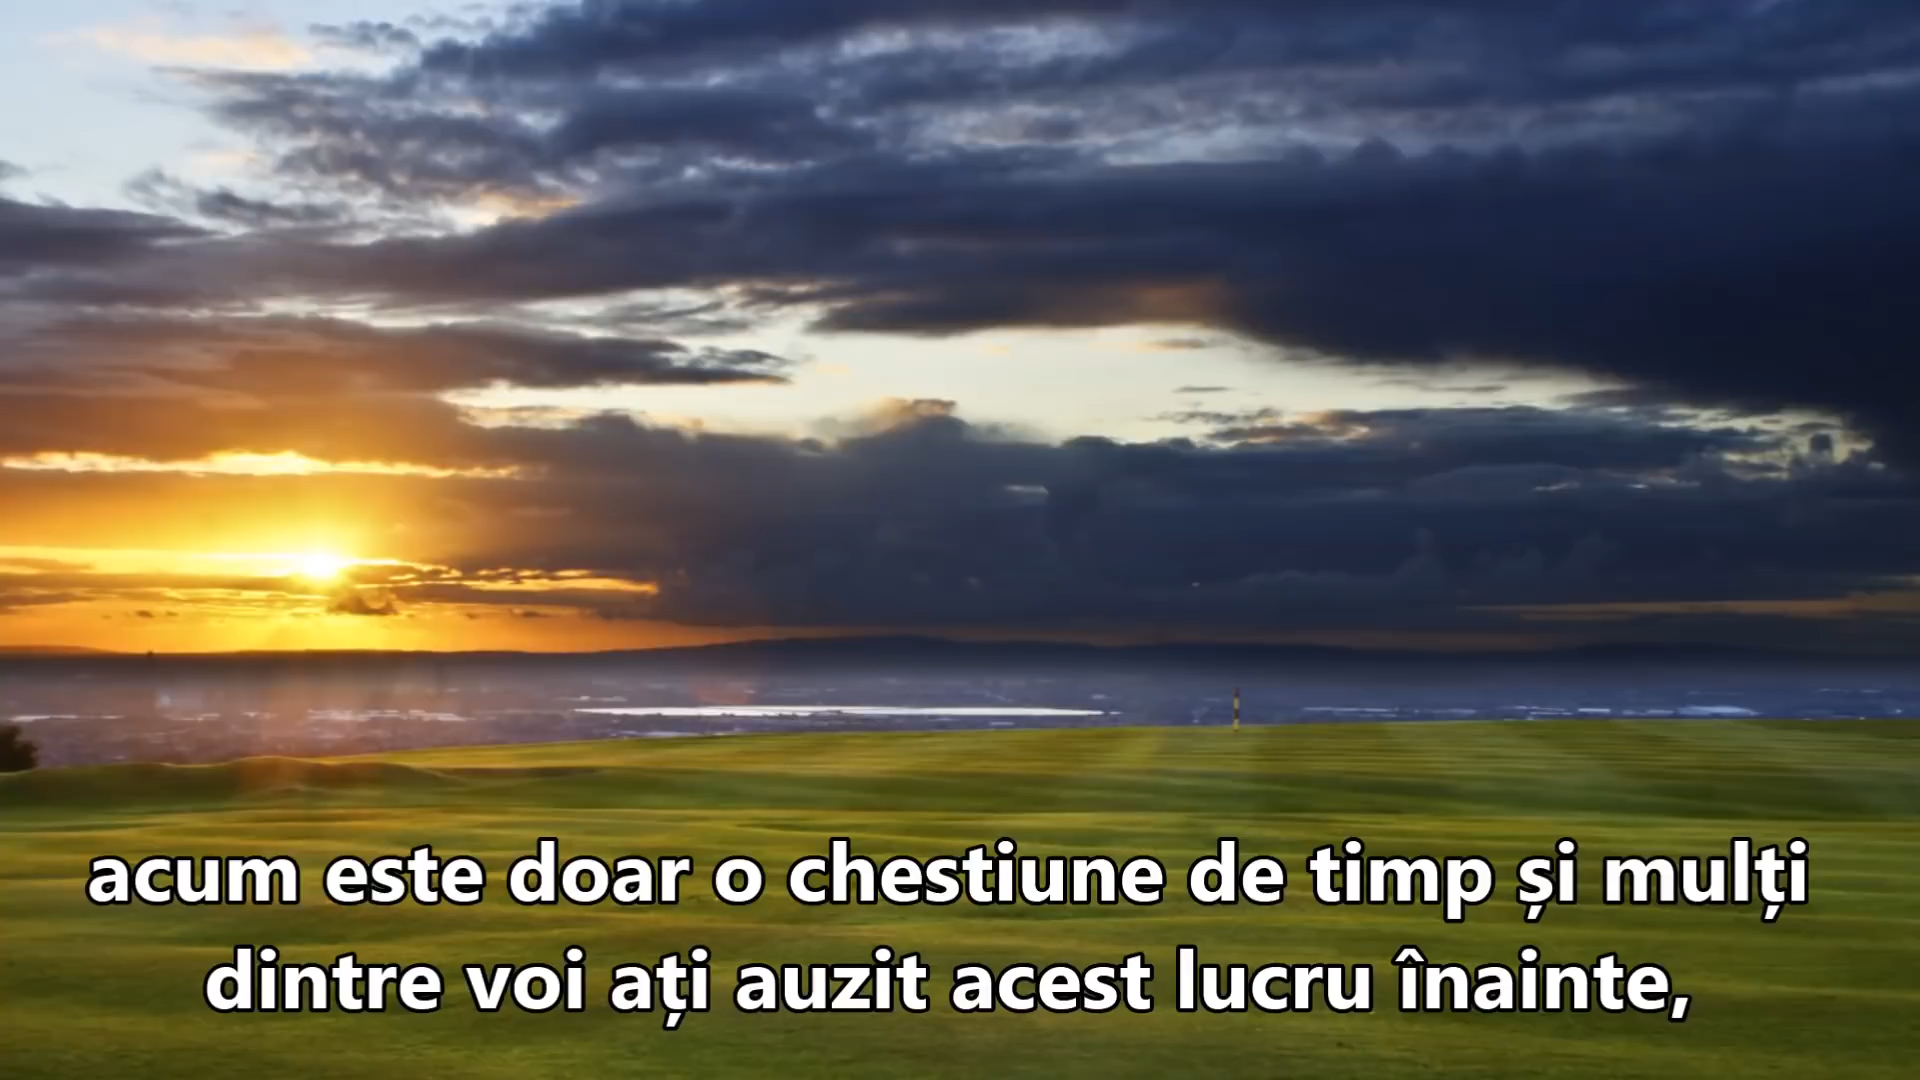 acum este doar o chestiune de timp și mulți
dintre voi ați auzit acest lucru înainte,